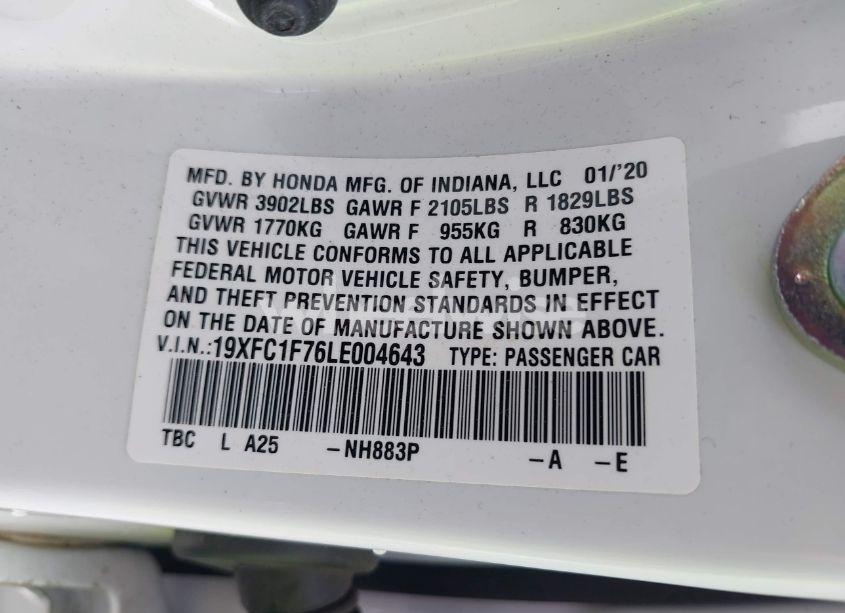 MFD. BY HONDA MFG. OF INDIANA, LLC 01/'20
GVWR 3902LBS GAWR F 2105LBS R 1829LBS
GVWR 1770KG GAWR F 955KG R 830KG
THIS VEHICLE CONFORMS TO ALL APPLICABLE
FEDERAL MOTOR VEHICLE SAFETY, BUMPER,
AND THEFT PREVENTION STANDARDS IN EFFECT
ON THE DATE OF MANUFACTURE SHOWN ABOVE.
V.I.N.:19XFC1F76LE004643 TYPE: PASSENGER CAR
TBC L A25 -NH883P -A -E